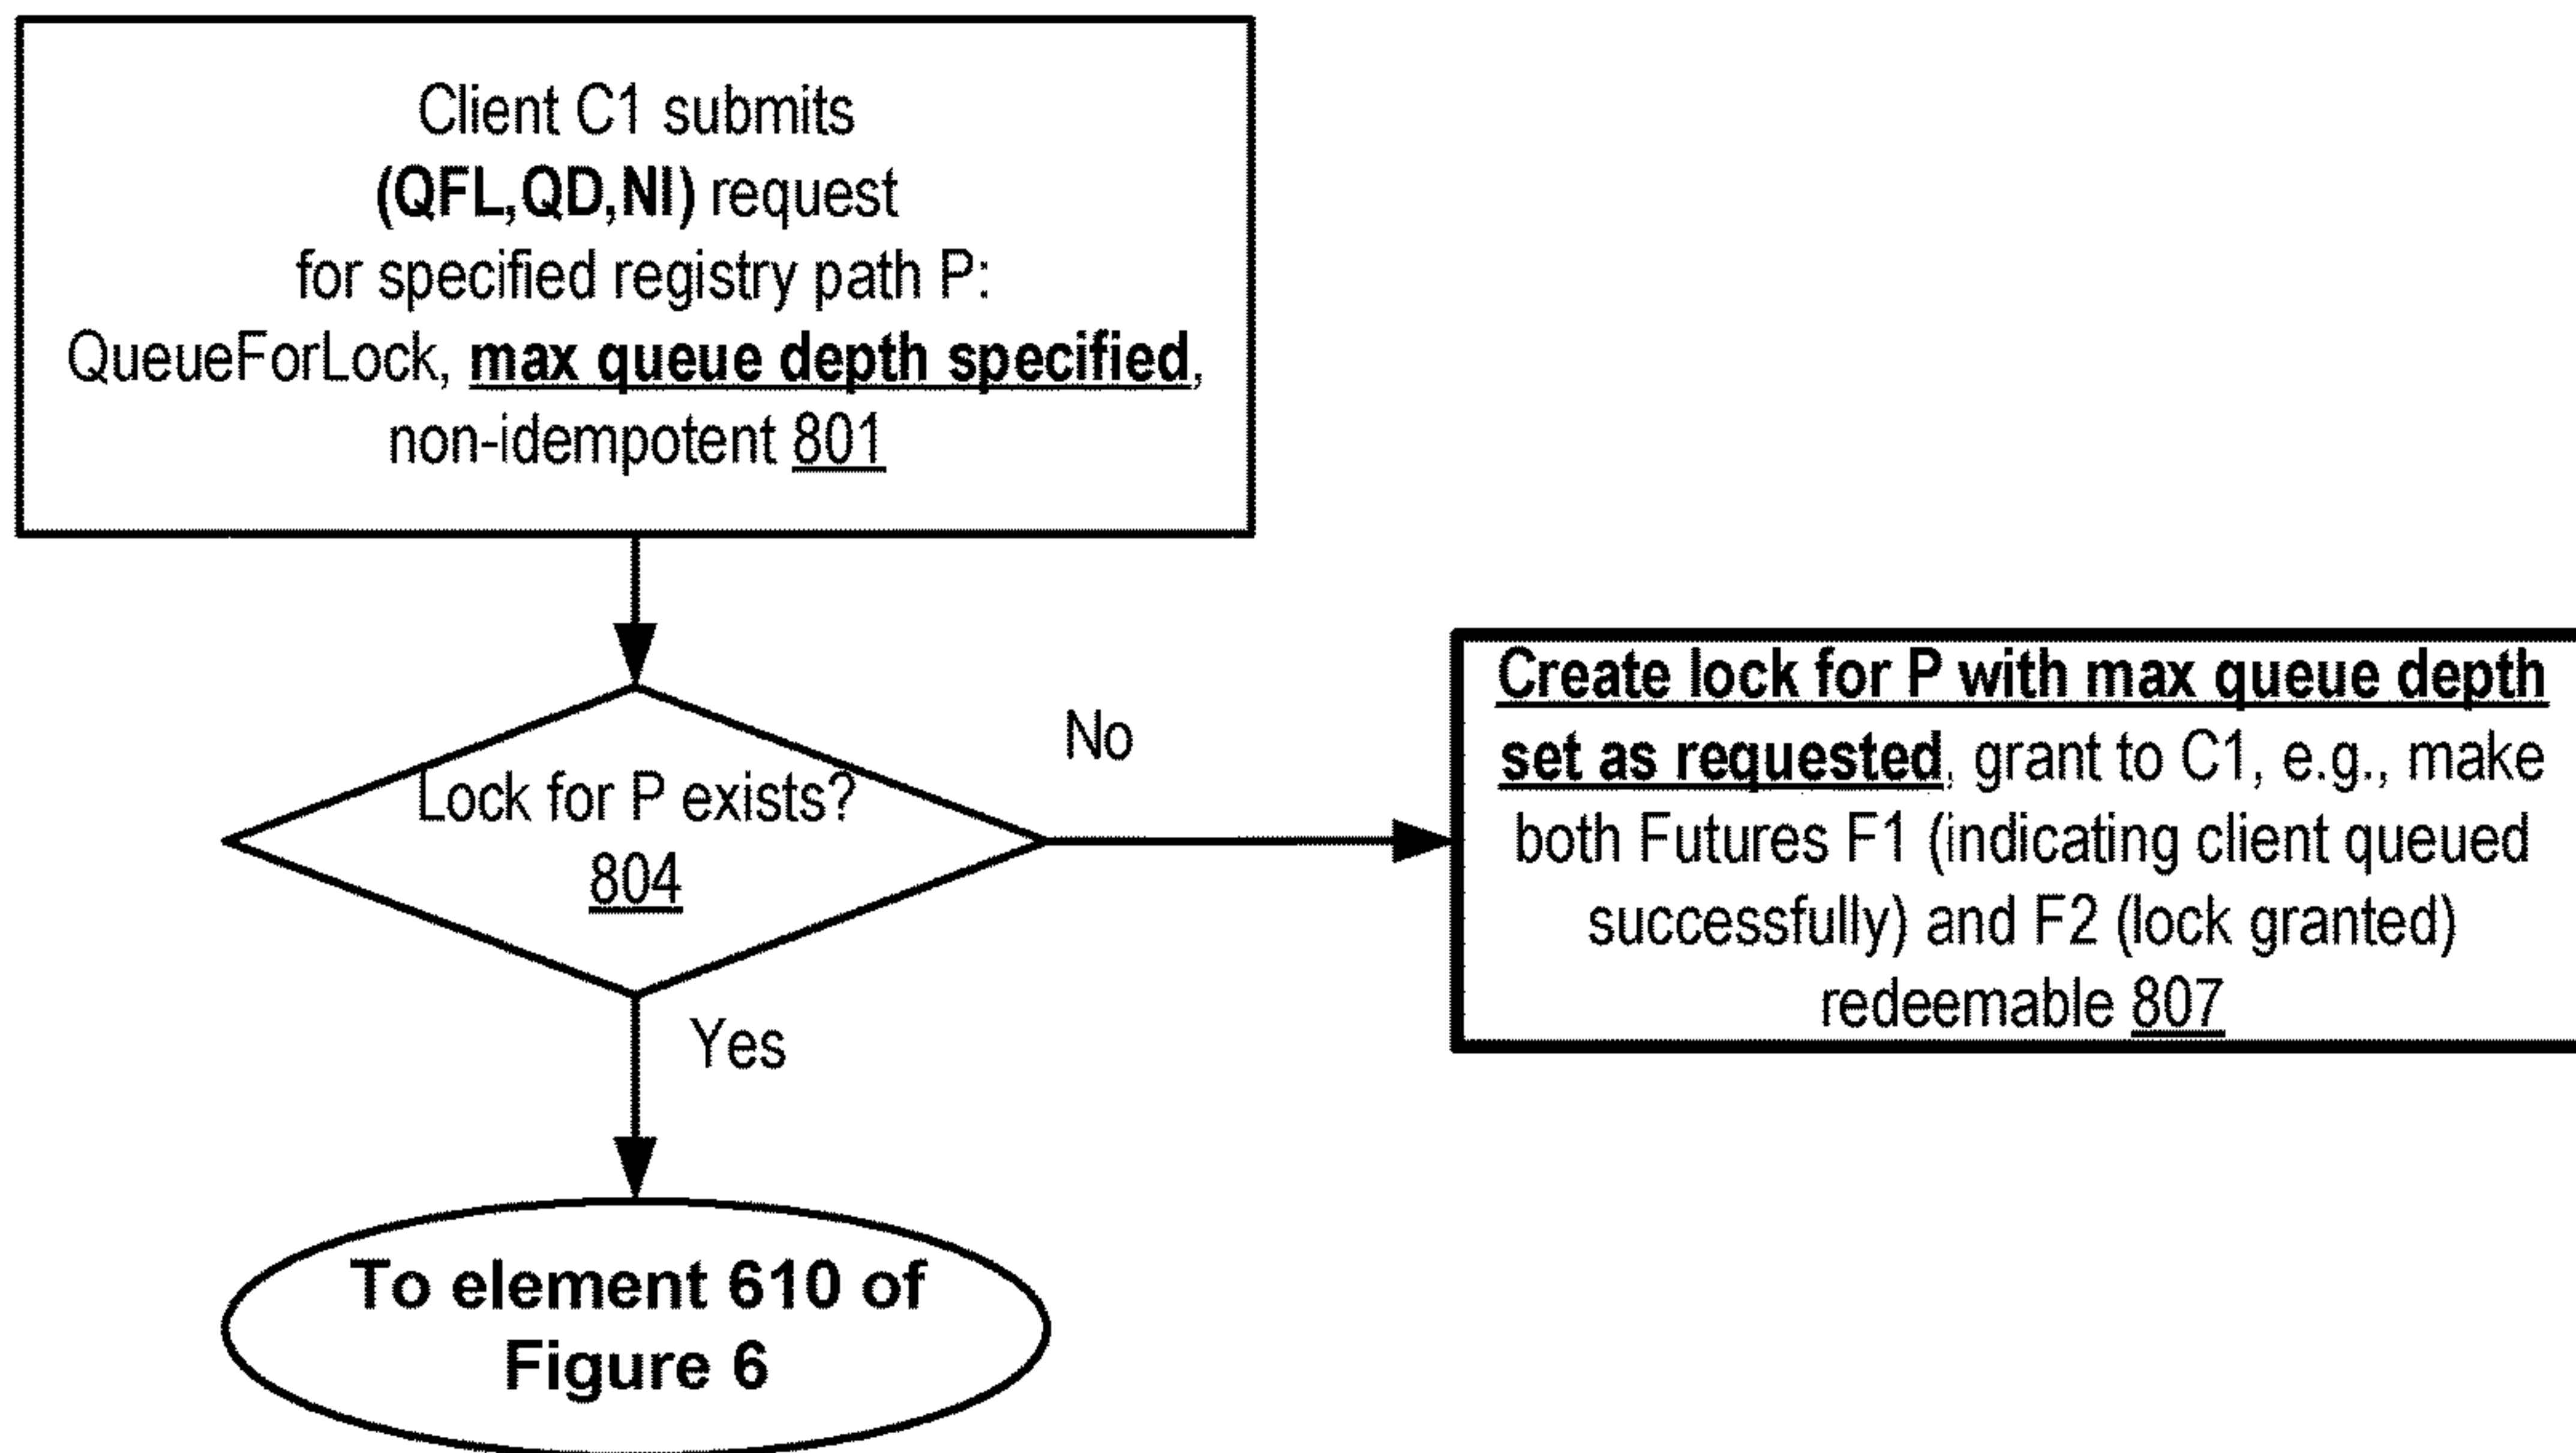 Client C1 submits
(QFL,QD,NI) request
for specified registry path P:
QueueForLock, max queue depth specified,
non-idempotent 801
Lock for P exists?
804
No
Create lock for P with max queue depth
set as requested, grant to C1, e.g., make
both Futures F1 (indicating client queued
successfully) and F2 (lock granted)
redeemable 807
Yes
To element 610 of
Figure 6